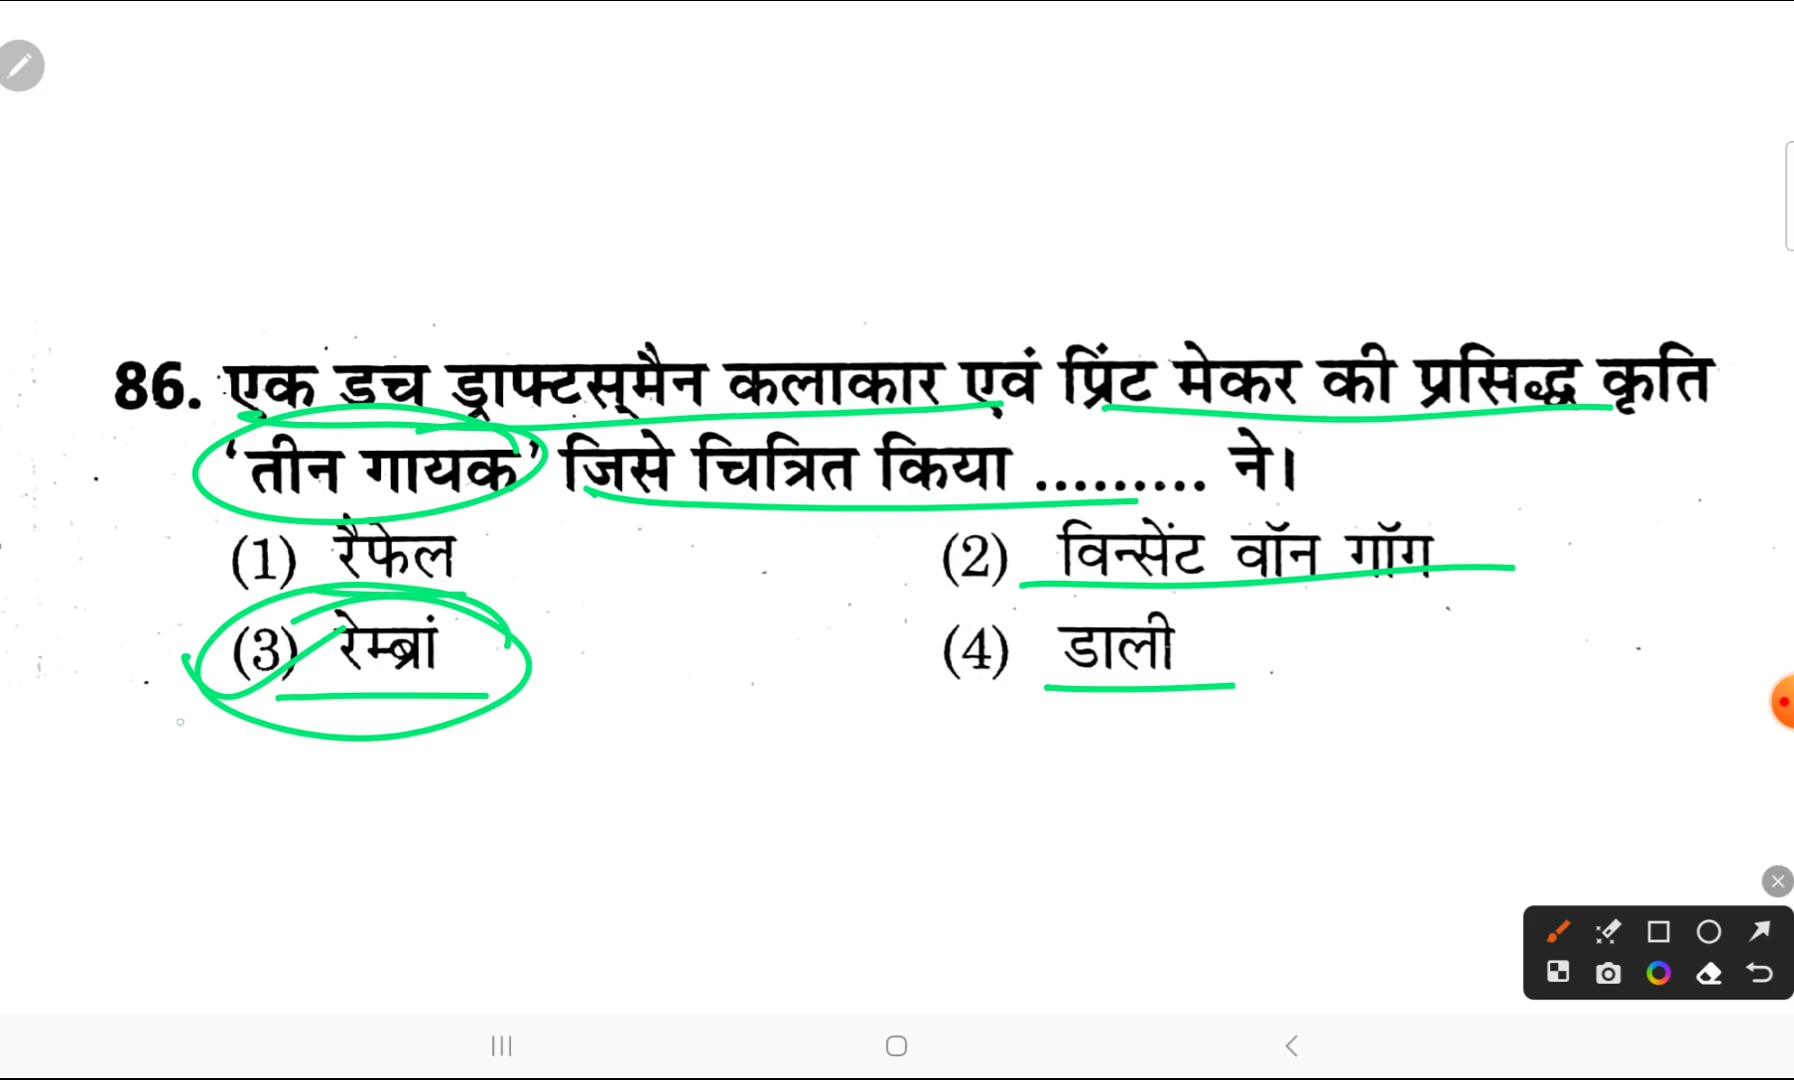 86. एक डच ड्राफ्टस्मैन कलाकार एवं प्रिंट मेकर की प्रसिद्ध कृति
‘तीन गायक’ जिसे चित्रित किया ......... ने।
(1) रैफेल (2) विन्सेंट वॉन गॉग
(3) रेम्ब्रां (4) डाली